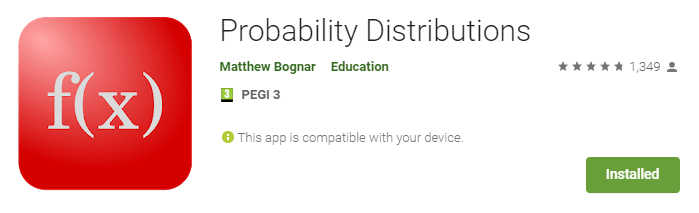 f(x)
Probability Distributions
Matthew Bognar Education
1,349
3 PEGI 3
This app is compatible with your device.
Installed